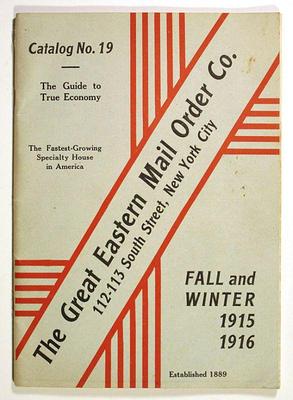 Catalog No. 19
The Guide to
True Economy
The Fastest-Growing
Specialty House
in America
The Great Eastern Mail Order Co.
112-113 South Street, New York City
FALL and
WINTER
1915
1916
Established 1889